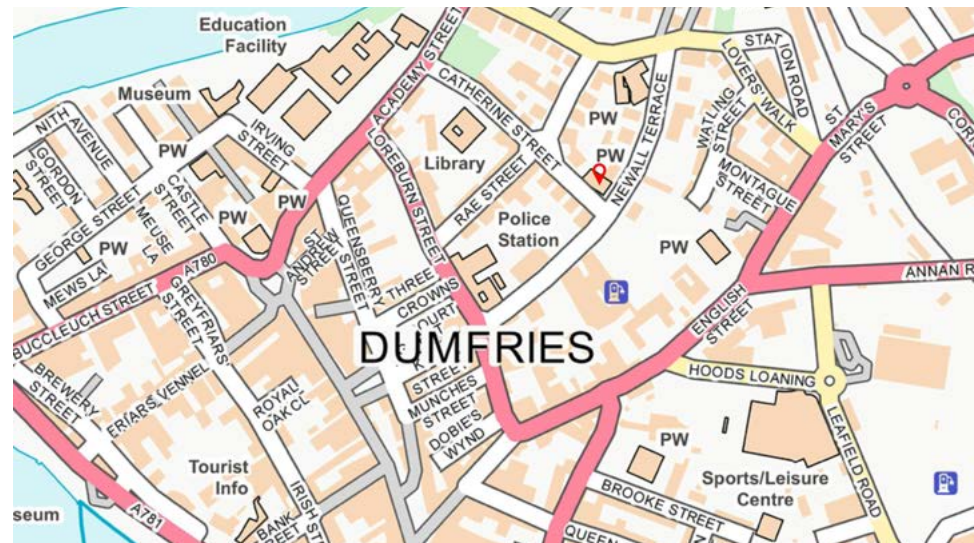 Education
Facility
Museum
NITH AVENUE
GORDON
STREET
PW
IRVING
STREET
ACADEMY STREET
CATHERINE STREET
Library
LOREBURN STREET
RAE STREET
Police
Station
PW
PW
NEWALL TERRACE
WATLING
STREET
LOVERS' WALK
STATION ROAD
ST
MARY'S
STREET
MONTAGUE
STREET
PW
GEORGE STREET
CASTLE
STREET
PW
PW
PW
MEUSE
LA
MEWS LA
A780
BUCCLEUCH STREET
GREYFRIARS'
STREET
ST
ANDREW
STREET
QUEENSBERRY
STREET
THREE
CROWNS
COURT
DUMFRIES
STREET
MUNCHES
STREET
DOBIE'S
WYND
ENGLISH
STREET
ANNAN R
HOODS LOANING
LEAFIELD ROAD
BREWERY
STREET
FRIARS VENNEL
ROYAL
OAK CL
Tourist
Info
IRISH ST
BANK
A781
seum
PW
BROOKE STREET
QUEEN
Sports/Leisure
Centre